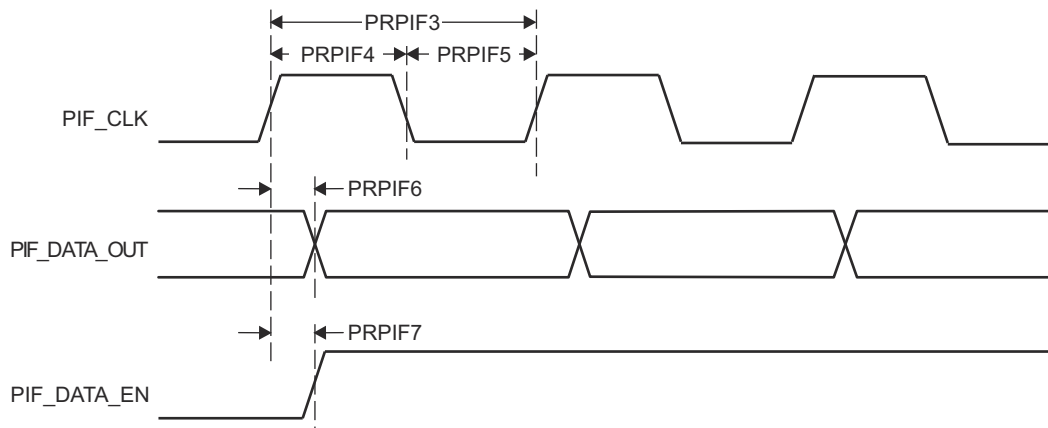 PRPIF3
PRPIF4 PRPIF5
PIF_CLK
PRPIF6
PIF_DATA_OUT
PRPIF7
PIF_DATA_EN